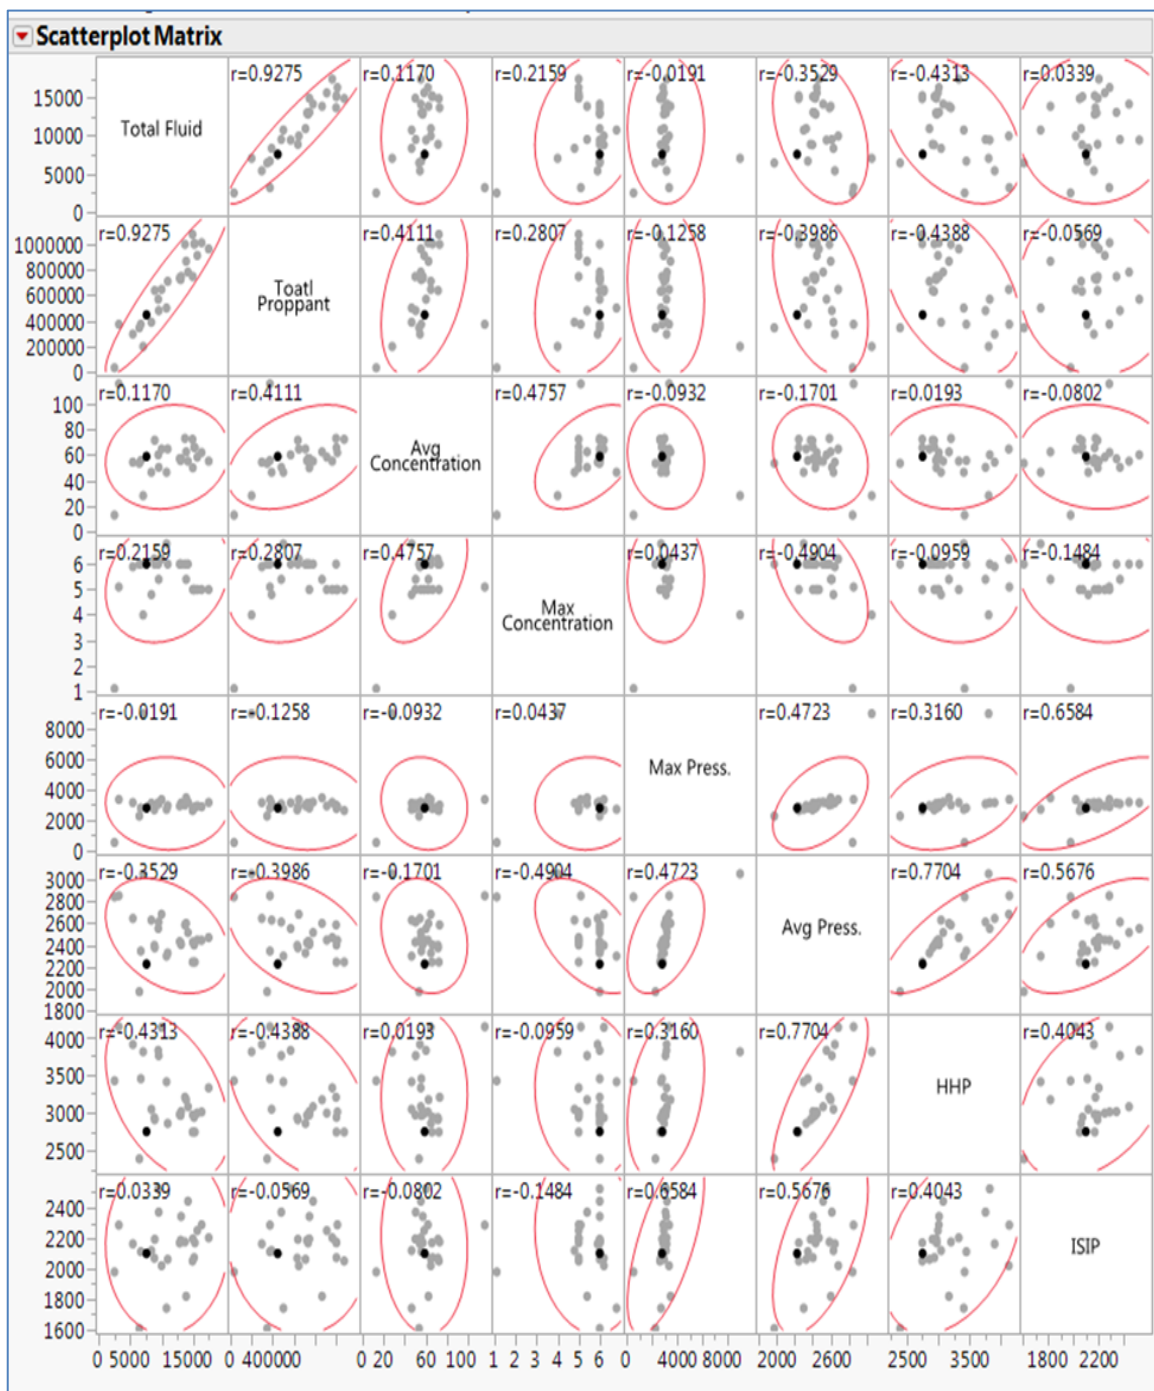 Scatterplot Matrix
r=0.9275 r=0.1170 r=0.2159 r=-0.0191 r=-0.3529 r=-0.4313 r=0.0339
15000
10000
5000
0
Total Fluid
r=0.9275 r=0.4111 r=0.2807 r=-0.1258 r=-0.3986 r=-0.4388 r=-0.0569
1000000
800000
600000
400000
200000
0
Toatl
Proppant
r=0.1170 r=0.4111 r=0.4757 r=-0.0932 r=-0.1701 r=0.0193 r=-0.0802
100
80
60
40
20
0
Avg
Concentration
r=0.2159 r=0.2807 r=0.4757 r=0.0437 r=-0.4904 r=-0.0959 r=-0.1484
6
5
4
3
2
1
Max
Concentration
r=-0.0191 r=-0.1258 r=-0.0932 r=0.0437 r=0.4723 r=0.3160 r=0.6584
8000
6000
4000
2000
0
Max Press.
r=-0.3529 r=-0.3986 r=-0.1701 r=-0.4904 r=0.4723 r=0.7704 r=0.5676
3000
2800
2600
2400
2200
2000
1800
Avg Press.
r=-0.4313 r=-0.4388 r=0.0193 r=-0.0959 r=0.3160 r=0.7704 r=0.4043
4000
3500
3000
2500
HHP
r=0.0339 r=-0.0569 r=-0.0802 r=-0.1484 r=0.6584 r=0.5676 r=0.4043
2400
2200
2000
1800
1600
ISIP
0 5000 15000 0 400000 0 20 60 100 1 2 3 4 5 6 0 4000 8000 2000 2600 2500 3500 1800 2200